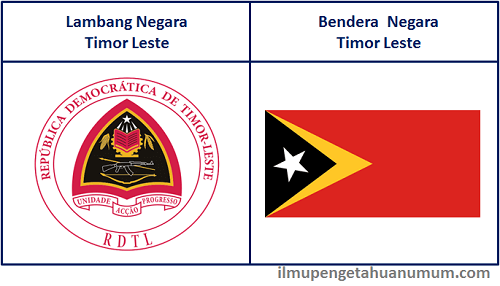 Lambang Negara
Timor Leste
Bendera Negara
Timor Leste
REPÚBLICA DEMOCRÁTICA DE TIMOR-LESTE
UNIDADE ACÇÃO PROGRESSO
RDTL
ilmupengetahuanumum.com